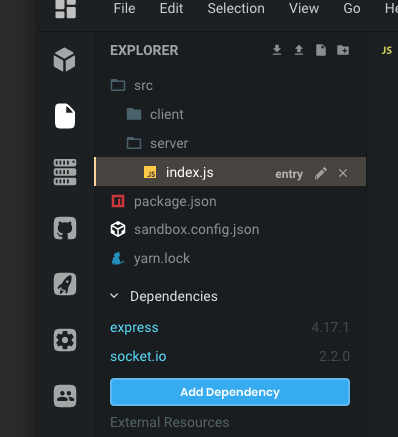 File Edit Selection View Go He
EXPLORER
JS
src
client
server
JS index.js entry
package.json
sandbox.config.json
yarn.lock
Dependencies
express 4.17.1
socket.io 2.2.0
Add Dependency
External Resources